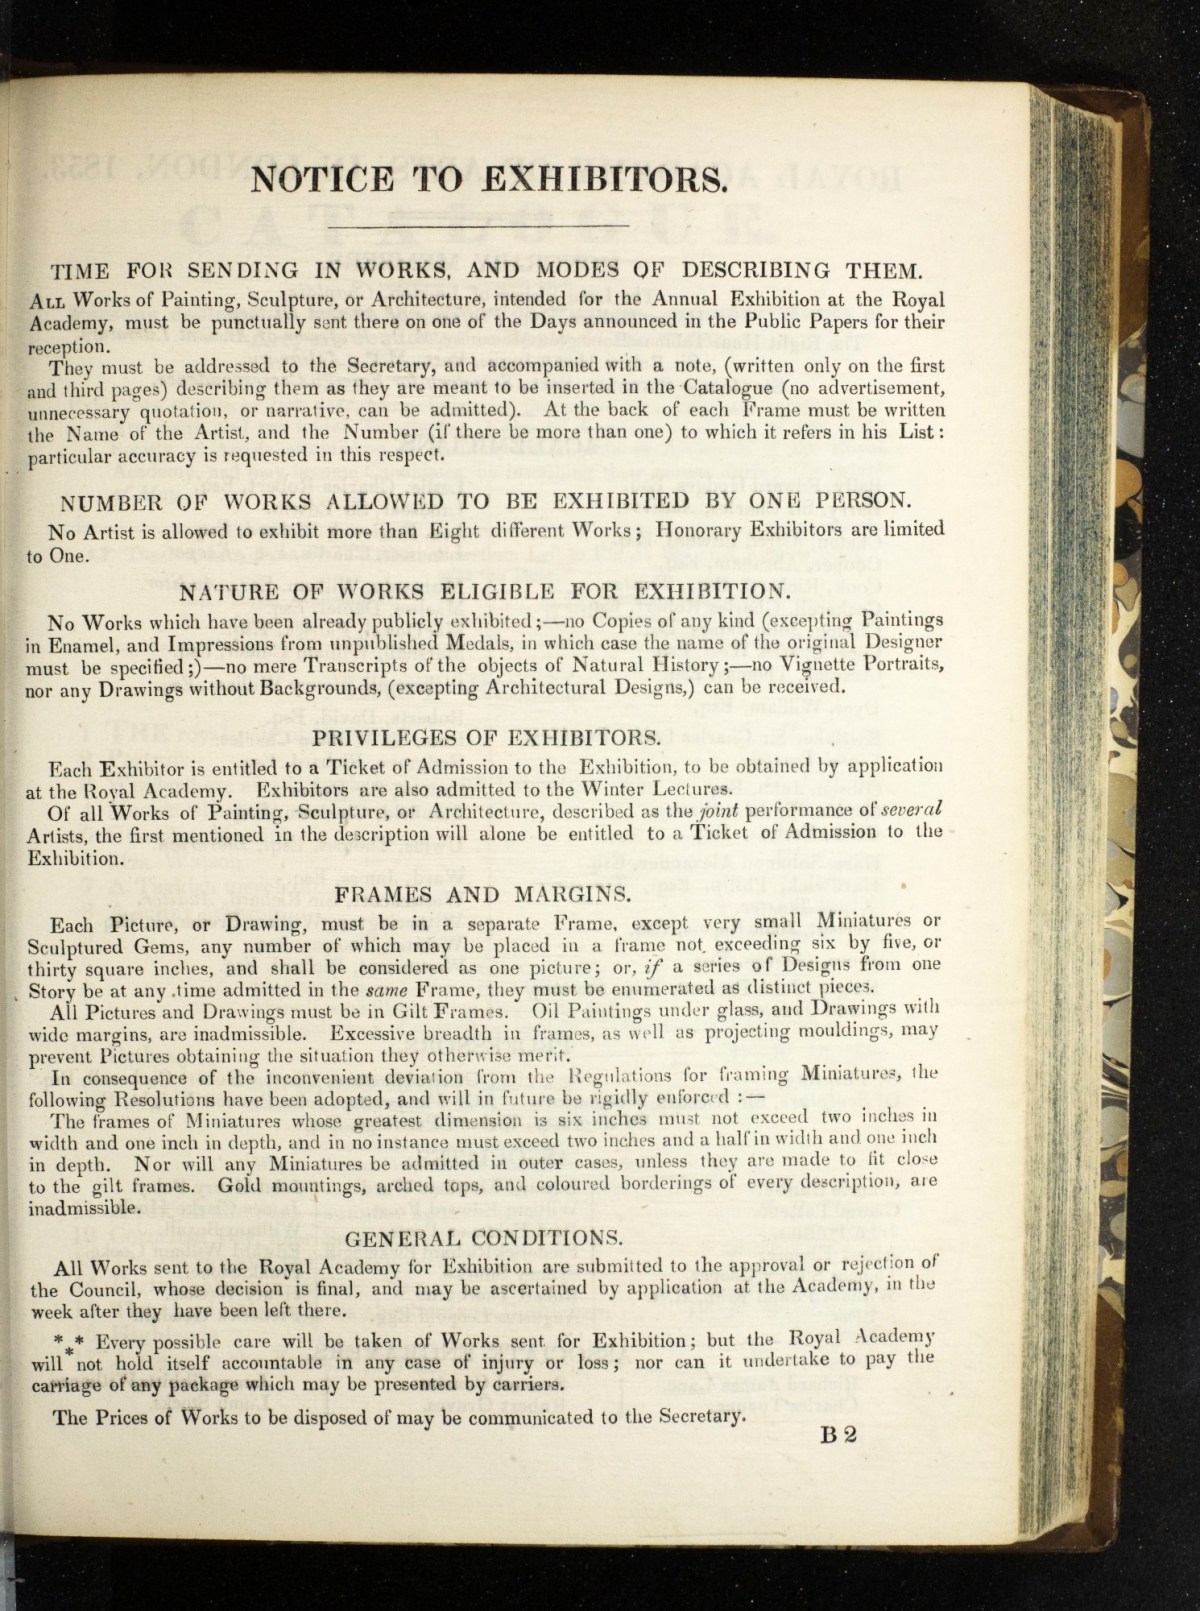 NOTICE TO EXHIBITORS.
TIME FOR SENDING IN WORKS, AND MODES OF DESCRIBING THEM.
ALL Works of Painting, Sculpture, or Architecture, intended for the Annual Exhibition at the Royal
Academy, must be punctually sent there on one of the Days announced in the Public Papers for their
reception.
They must be addressed to the Secretary, and accompanied with a note, (written only on the first
and third pages) describing them as they are meant to be inserted in the Catalogue (no advertisement,
unnecessary quotation, or narrative, can be admitted). At the back of each Frame must be written
the Name of the Artist, and the Number (if there be more than one) to which it refers in his List:
particular accuracy is requested in this respect.
NUMBER OF WORKS ALLOWED TO BE EXHIBITED BY ONE PERSON.
No Artist is allowed to exhibit more than Eight different Works; Honorary Exhibitors are limited
to One.
NATURE OF WORKS ELIGIBLE FOR EXHIBITION.
No Works which have been already publicly exhibited;—no Copies of any kind (excepting Paintings
in Enamel, and Impressions from unpublished Medals, in which case the name of the original Designer
must be specified;)—no mere Transcripts of the objects of Natural History;—no Vignette Portraits,
nor any Drawings without Backgrounds, (excepting Architectural Designs,) can be received.
PRIVILEGES OF EXHIBITORS.
Each Exhibitor is entitled to a Ticket of Admission to the Exhibition, to be obtained by application
at the Royal Academy. Exhibitors are also admitted to the Winter Lectures.
Of all Works of Painting, Sculpture, or Architecture, described as the joint performance of several
Artists, the first mentioned in the description will alone be entitled to a Ticket of Admission to the
Exhibition.
FRAMES AND MARGINS.
Each Picture, or Drawing, must be in a separate Frame, except very small Miniatures or
Sculptured Gems, any number of which may be placed in a frame not exceeding six by five, or
thirty square inches, and shall be considered as one picture; or, if a series of Designs from one
Story be at any time admitted in the same Frame, they must be enumerated as distinct pieces.
All Pictures and Drawings must be in Gilt Frames. Oil Paintings under glass, and Drawings with
wide margins, are inadmissible. Excessive breadth in frames, as well as projecting mouldings, may
prevent Pictures obtaining the situation they otherwise merit.
In consequence of the inconvenient deviation from the Regulations for framing Miniatures, the
following Resolutions have been adopted, and will in future be rigidly enforced :—
The frames of Miniatures whose greatest dimension is six inches must not exceed two inches in
width and one inch in depth, and in no instance must exceed two inches and a half in width and one inch
in depth. Nor will any Miniatures be admitted in outer cases, unless they are made to fit close
to the gilt frames. Gold mountings, arched tops, and coloured borderings of every description, are
inadmissible.
GENERAL CONDITIONS.
All Works sent to the Royal Academy for Exhibition are submitted to the approval or rejection of
the Council, whose decision is final, and may be ascertained by application at the Academy, in the
week after they have been left there.
*** Every possible care will be taken of Works sent for Exhibition; but the Royal Academy
will not hold itself accountable in any case of injury or loss; nor can it undertake to pay the
carriage of any package which may be presented by carriers.
The Prices of Works to be disposed of may be communicated to the Secretary.
B 2